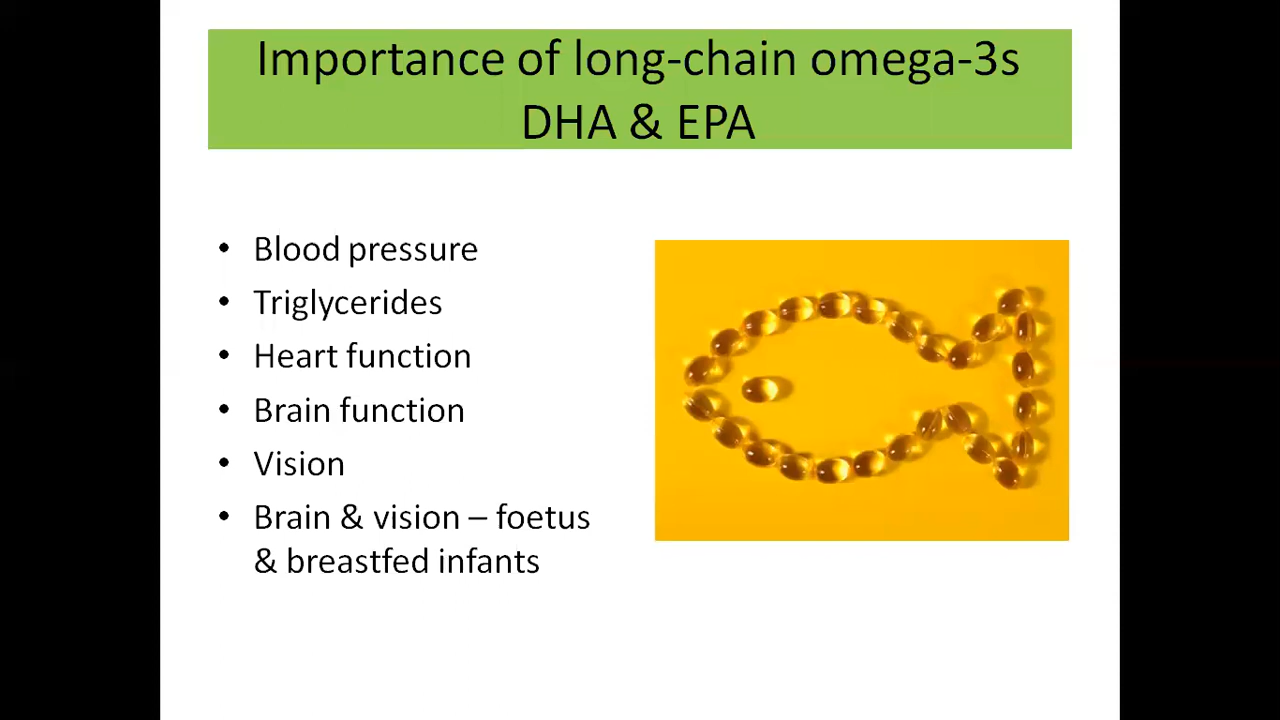 Importance of long-chain omega-3s
DHA & EPA
• Blood pressure
• Triglycerides
• Heart function
• Brain function
• Vision
• Brain & vision – foetus
& breastfed infants